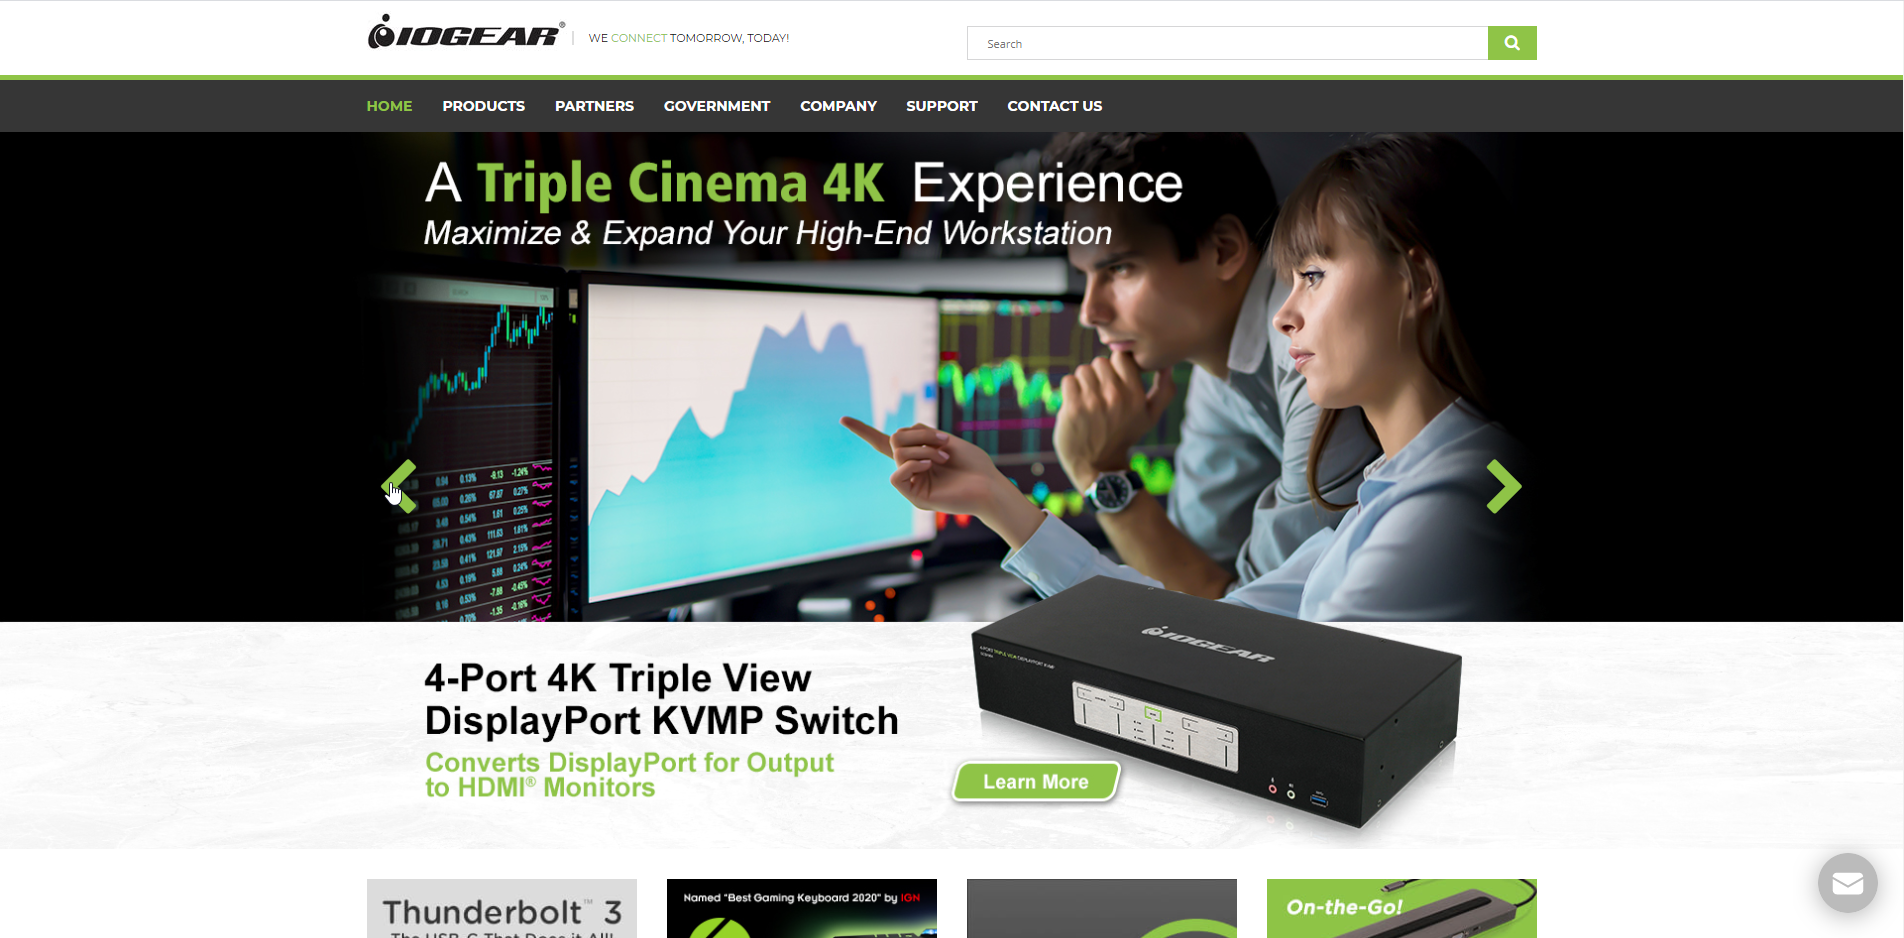 IOGEAR®
WE CONNECT TOMORROW, TODAY!
Search
HOME PRODUCTS PARTNERS GOVERNMENT COMPANY SUPPORT CONTACT US
A Triple Cinema 4K Experience
Maximize & Expand Your High-End Workstation
IOGEAR
4-Port 4K Triple View
DisplayPort KVMP Switch
Converts DisplayPort for Output
to HDMI® Monitors
Learn More
Thunderbolt™ 3
The USB-C That Does it All!
Named "Best Gaming Keyboard 2020" by IGN
On-the-Go!